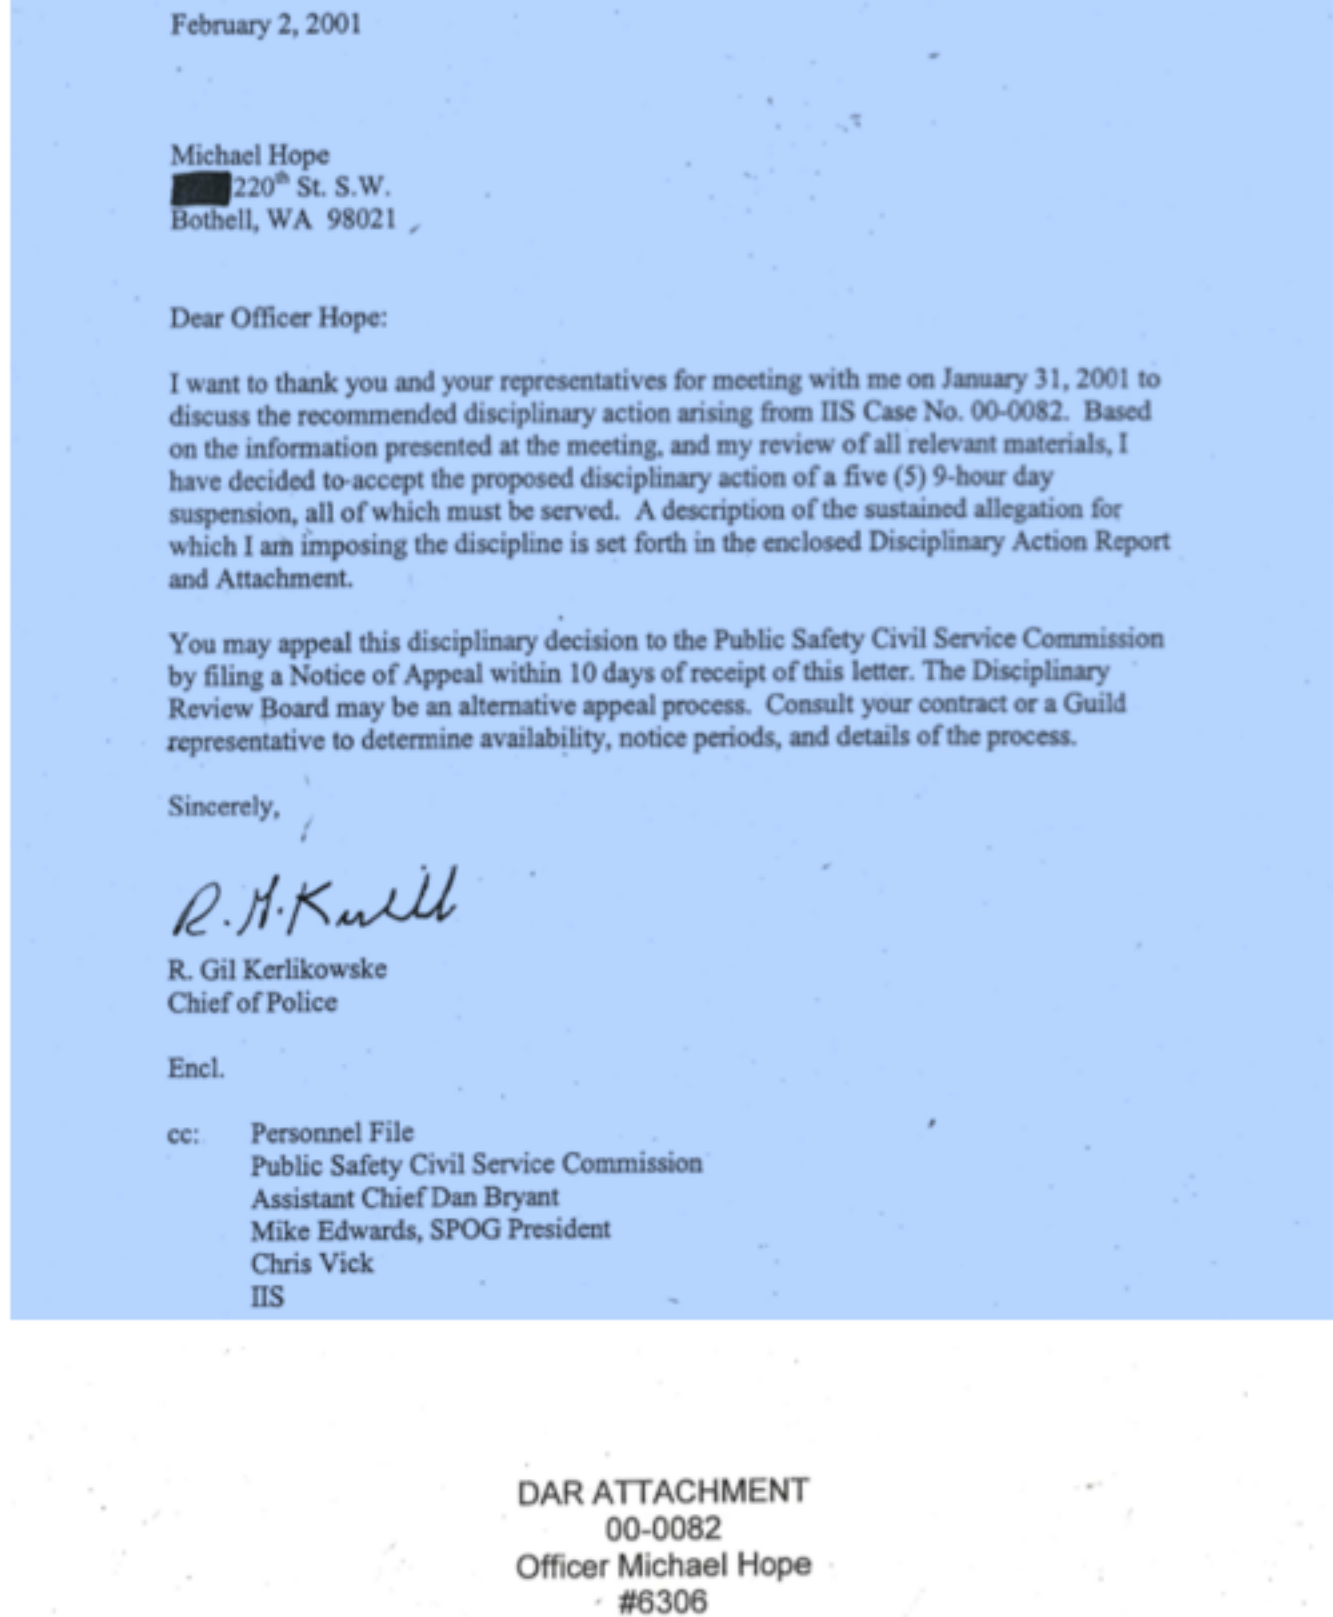 February 2, 2001
Michael Hope
220th St. S.W.
Bothell, WA 98021
Dear Officer Hope:
I want to thank you and your representatives for meeting with me on January 31, 2001 to
discuss the recommended disciplinary action arising from IIS Case No. 00-0082. Based
on the information presented at the meeting, and my review of all relevant materials, I
have decided to accept the proposed disciplinary action of a five (5) 9-hour day
suspension, all of which must be served. A description of the sustained allegation for
which I am imposing the discipline is set forth in the enclosed Disciplinary Action Report
and Attachment.
You may appeal this disciplinary decision to the Public Safety Civil Service Commission
by filing a Notice of Appeal within 10 days of receipt of this letter. The Disciplinary
Review Board may be an alternative appeal process. Consult your contract or a Guild
representative to determine availability, notice periods, and details of the process.
Sincerely,
R. Gil Kerlikowske
Chief of Police
Encl.
cc: Personnel File
Public Safety Civil Service Commission
Assistant Chief Dan Bryant
Mike Edwards, SPOG President
Chris Vick
IIS
DAR ATTACHMENT
00-0082
Officer Michael Hope
#6306